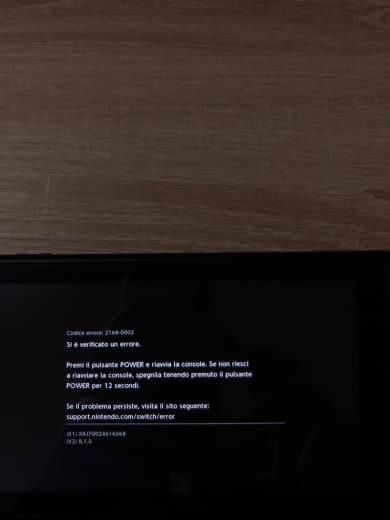 Codice errore: 2168-0002
Si è verificato un errore.
Premi il pulsante POWER e riavvia la console. Se non riesci
a riavviare la console, spegnila tenendo premuto il pulsante
POWER per 12 secondi.
Se il problema persiste, visita il sito seguente:
support.nintendo.com/switch/error
(X1) XAJ70024616068
(X2) 8.1.0